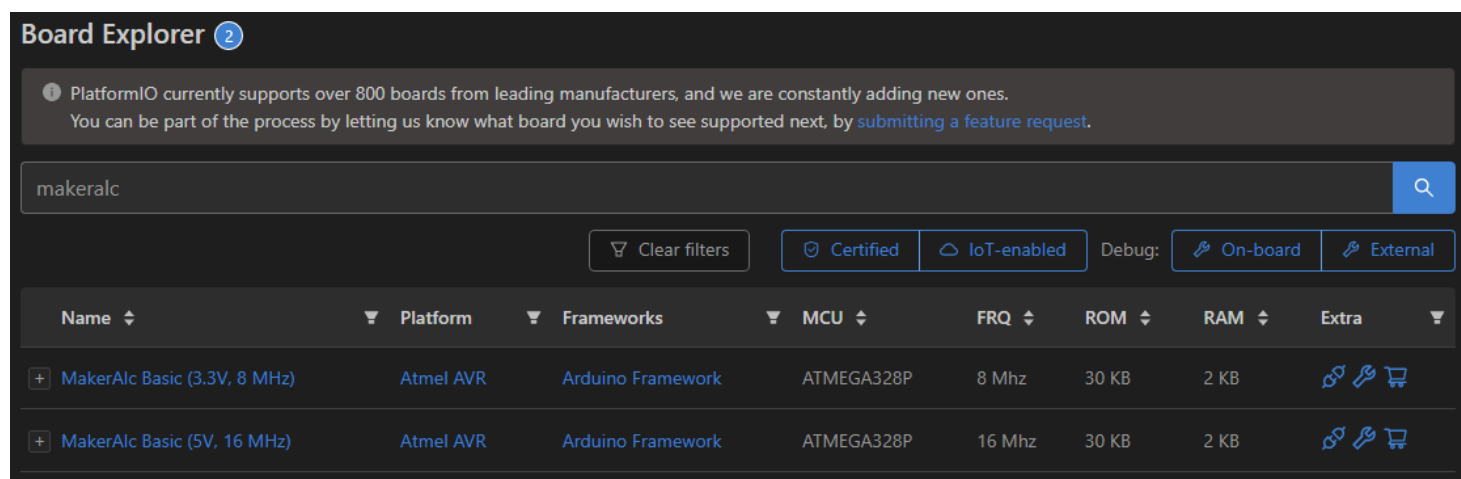 Board Explorer 2
PlatformIO currently supports over 800 boards from leading manufacturers, and we are constantly adding new ones.
You can be part of the process by letting us know what board you wish to see supported next, by submitting a feature request.
makeralc
Clear filters Certified IoT-enabled Debug: On-board External
Name Platform Frameworks MCU FRQ ROM RAM Extra
MakerAlc Basic (3.3V, 8 MHz) Atmel AVR Arduino Framework ATMEGA328P 8 Mhz 30 KB 2 KB
MakerAlc Basic (5V, 16 MHz) Atmel AVR Arduino Framework ATMEGA328P 16 Mhz 30 KB 2 KB